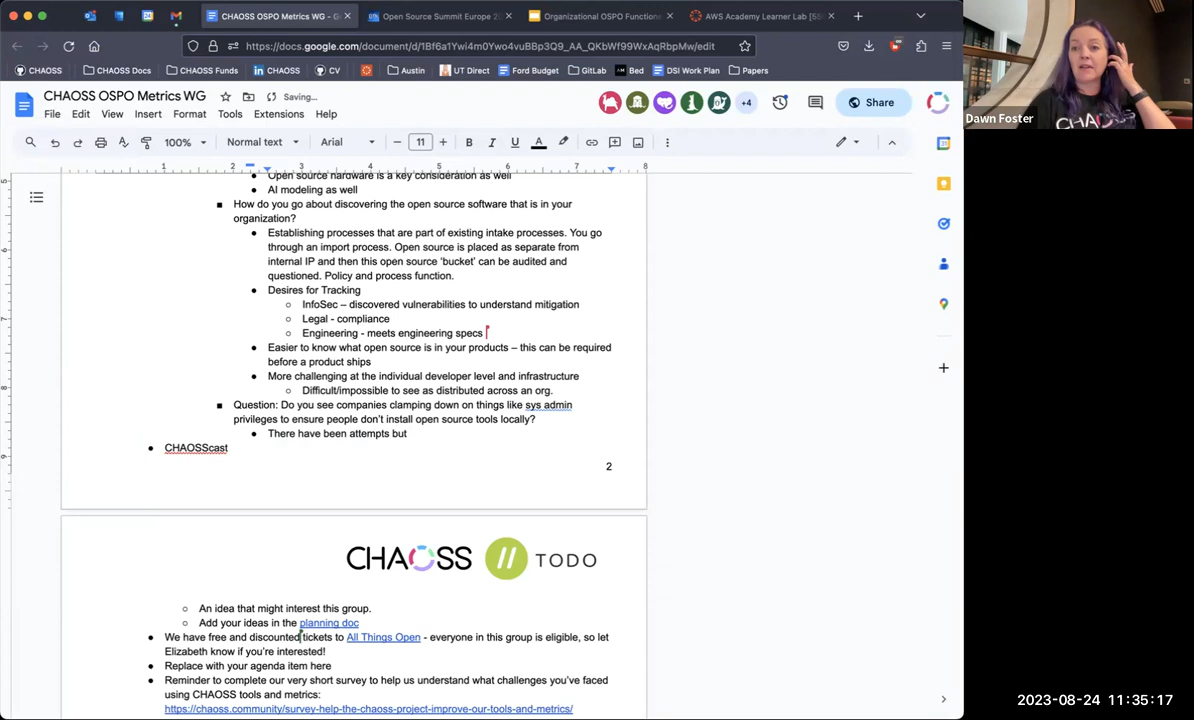 CHAOSS OSPO Metrics WG - G
Open Source Summit Europe 2
Organizational OSPO Function
AWS Academy Learner Lab [55
https://docs.google.com/document/d/1Bf6a1Ywi4m0Ywo4vuBBp3Q9_AA_QKbWf99WxAqRbpMw/edit
CHAOSS
CHAOSS Docs
CHAOSS Funds
CHAOSS
CV
Austin
UT Direct
Ford Budget
GitLab
Bed
DSI Work Plan
Papers
CHAOSS OSPO Metrics WG
Saving...
File Edit View Insert Format Tools Extensions Help
+4
Share
100%
Normal text
Arial
11
1 2 3 4 5 6 7 8
Open source hardware is a key consideration as well
AI modeling as well
How do you go about discovering the open source software that is in your
organization?
Establishing processes that are part of existing intake processes. You go
through an import process. Open source is placed as separate from
internal IP and then this open source ‘bucket’ can be audited and
questioned. Policy and process function.
Desires for Tracking
InfoSec – discovered vulnerabilities to understand mitigation
Legal - compliance
Engineering - meets engineering specs
Easier to know what open source is in your products – this can be required
before a product ships
More challenging at the individual developer level and infrastructure
Difficult/impossible to see as distributed across an org.
Question: Do you see companies clamping down on things like sys admin
privileges to ensure people don’t install open source tools locally?
There have been attempts but
CHAOSScast
2
CHAOSS // TODO
An idea that might interest this group.
Add your ideas in the planning doc
We have free and discounted tickets to All Things Open - everyone in this group is eligible, so let
Elizabeth know if you’re interested!
Replace with your agenda item here
Reminder to complete our very short survey to help us understand what challenges you’ve faced
using CHAOSS tools and metrics:
https://chaoss.community/survey-help-the-chaoss-project-improve-our-tools-and-metrics/
Dawn Foster
2023-08-24 11:35:17